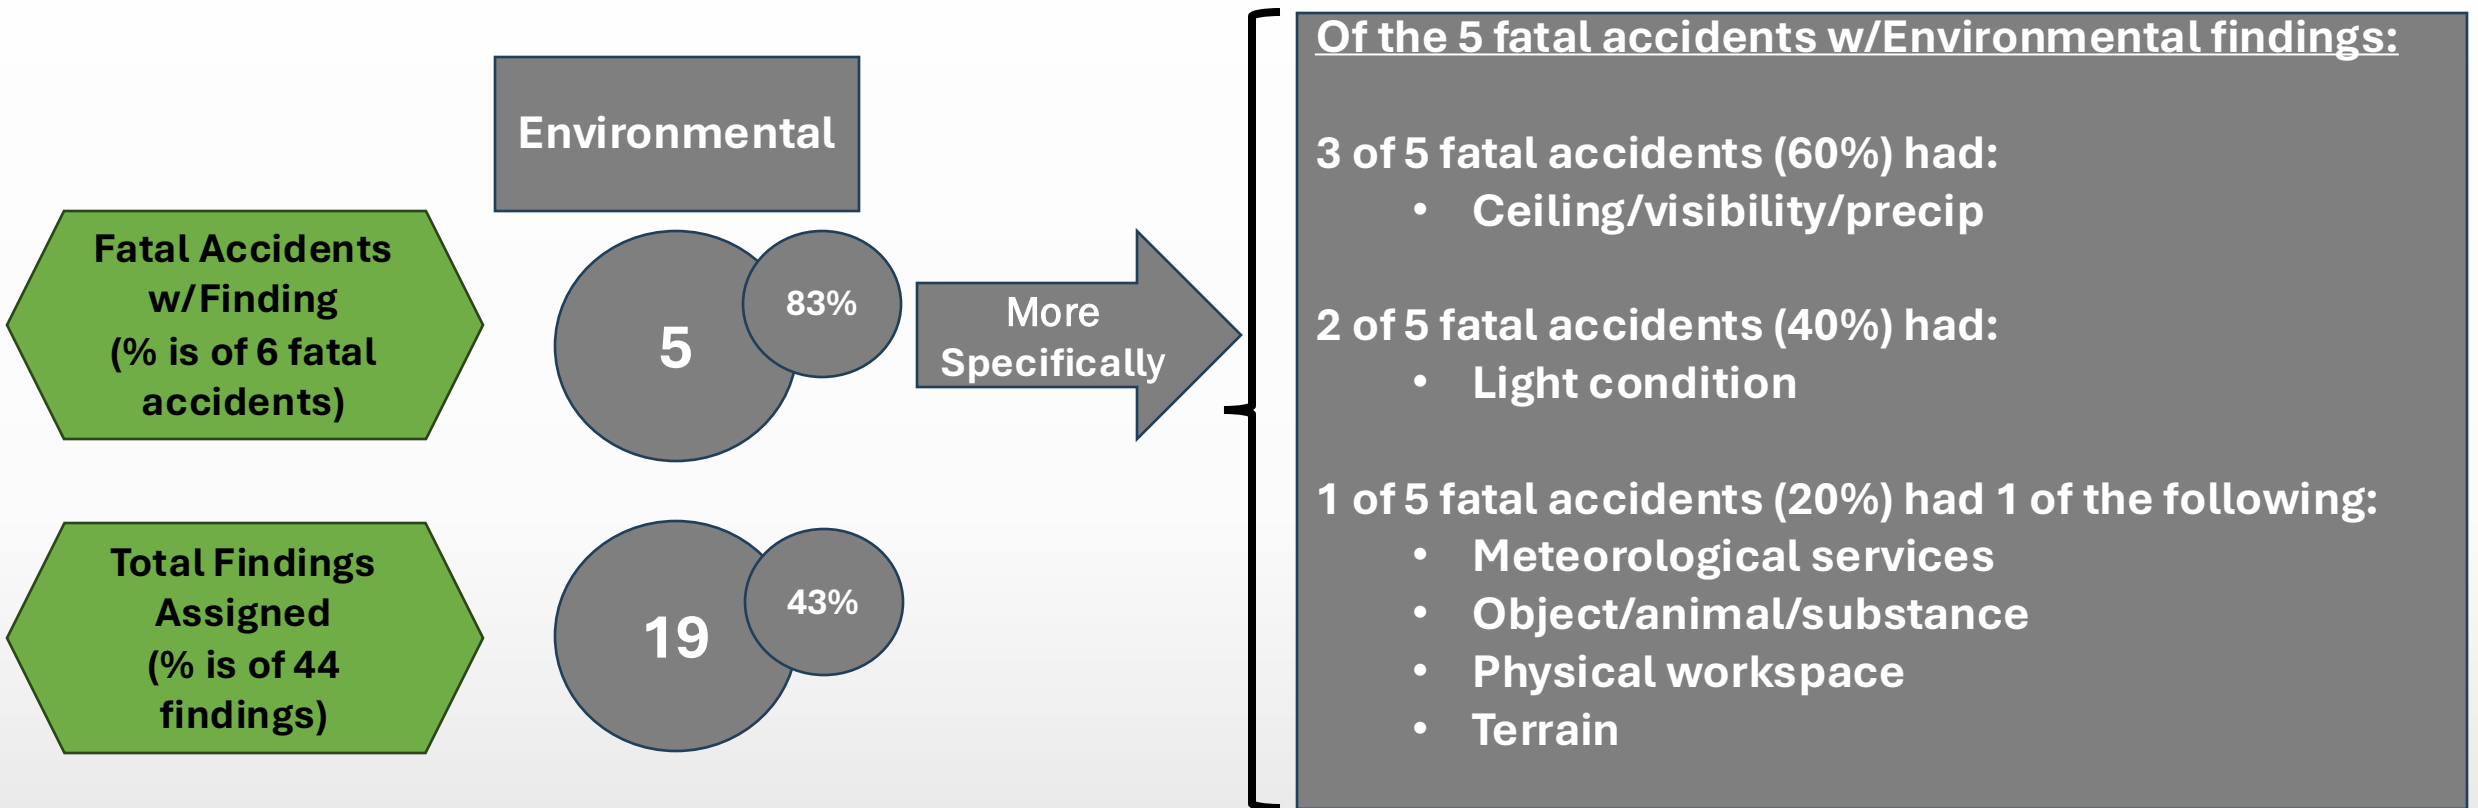 Environmental
Fatal Accidents
w/Finding
(% is of 6 fatal
accidents)
5
83%
More
Specifically
Total Findings
Assigned
(% is of 44
findings)
19
43%
Of the 5 fatal accidents w/Environmental findings:
3 of 5 fatal accidents (60%) had:
• Ceiling/visibility/precip
2 of 5 fatal accidents (40%) had:
• Light condition
1 of 5 fatal accidents (20%) had 1 of the following:
• Meteorological services
• Object/animal/substance
• Physical workspace
• Terrain